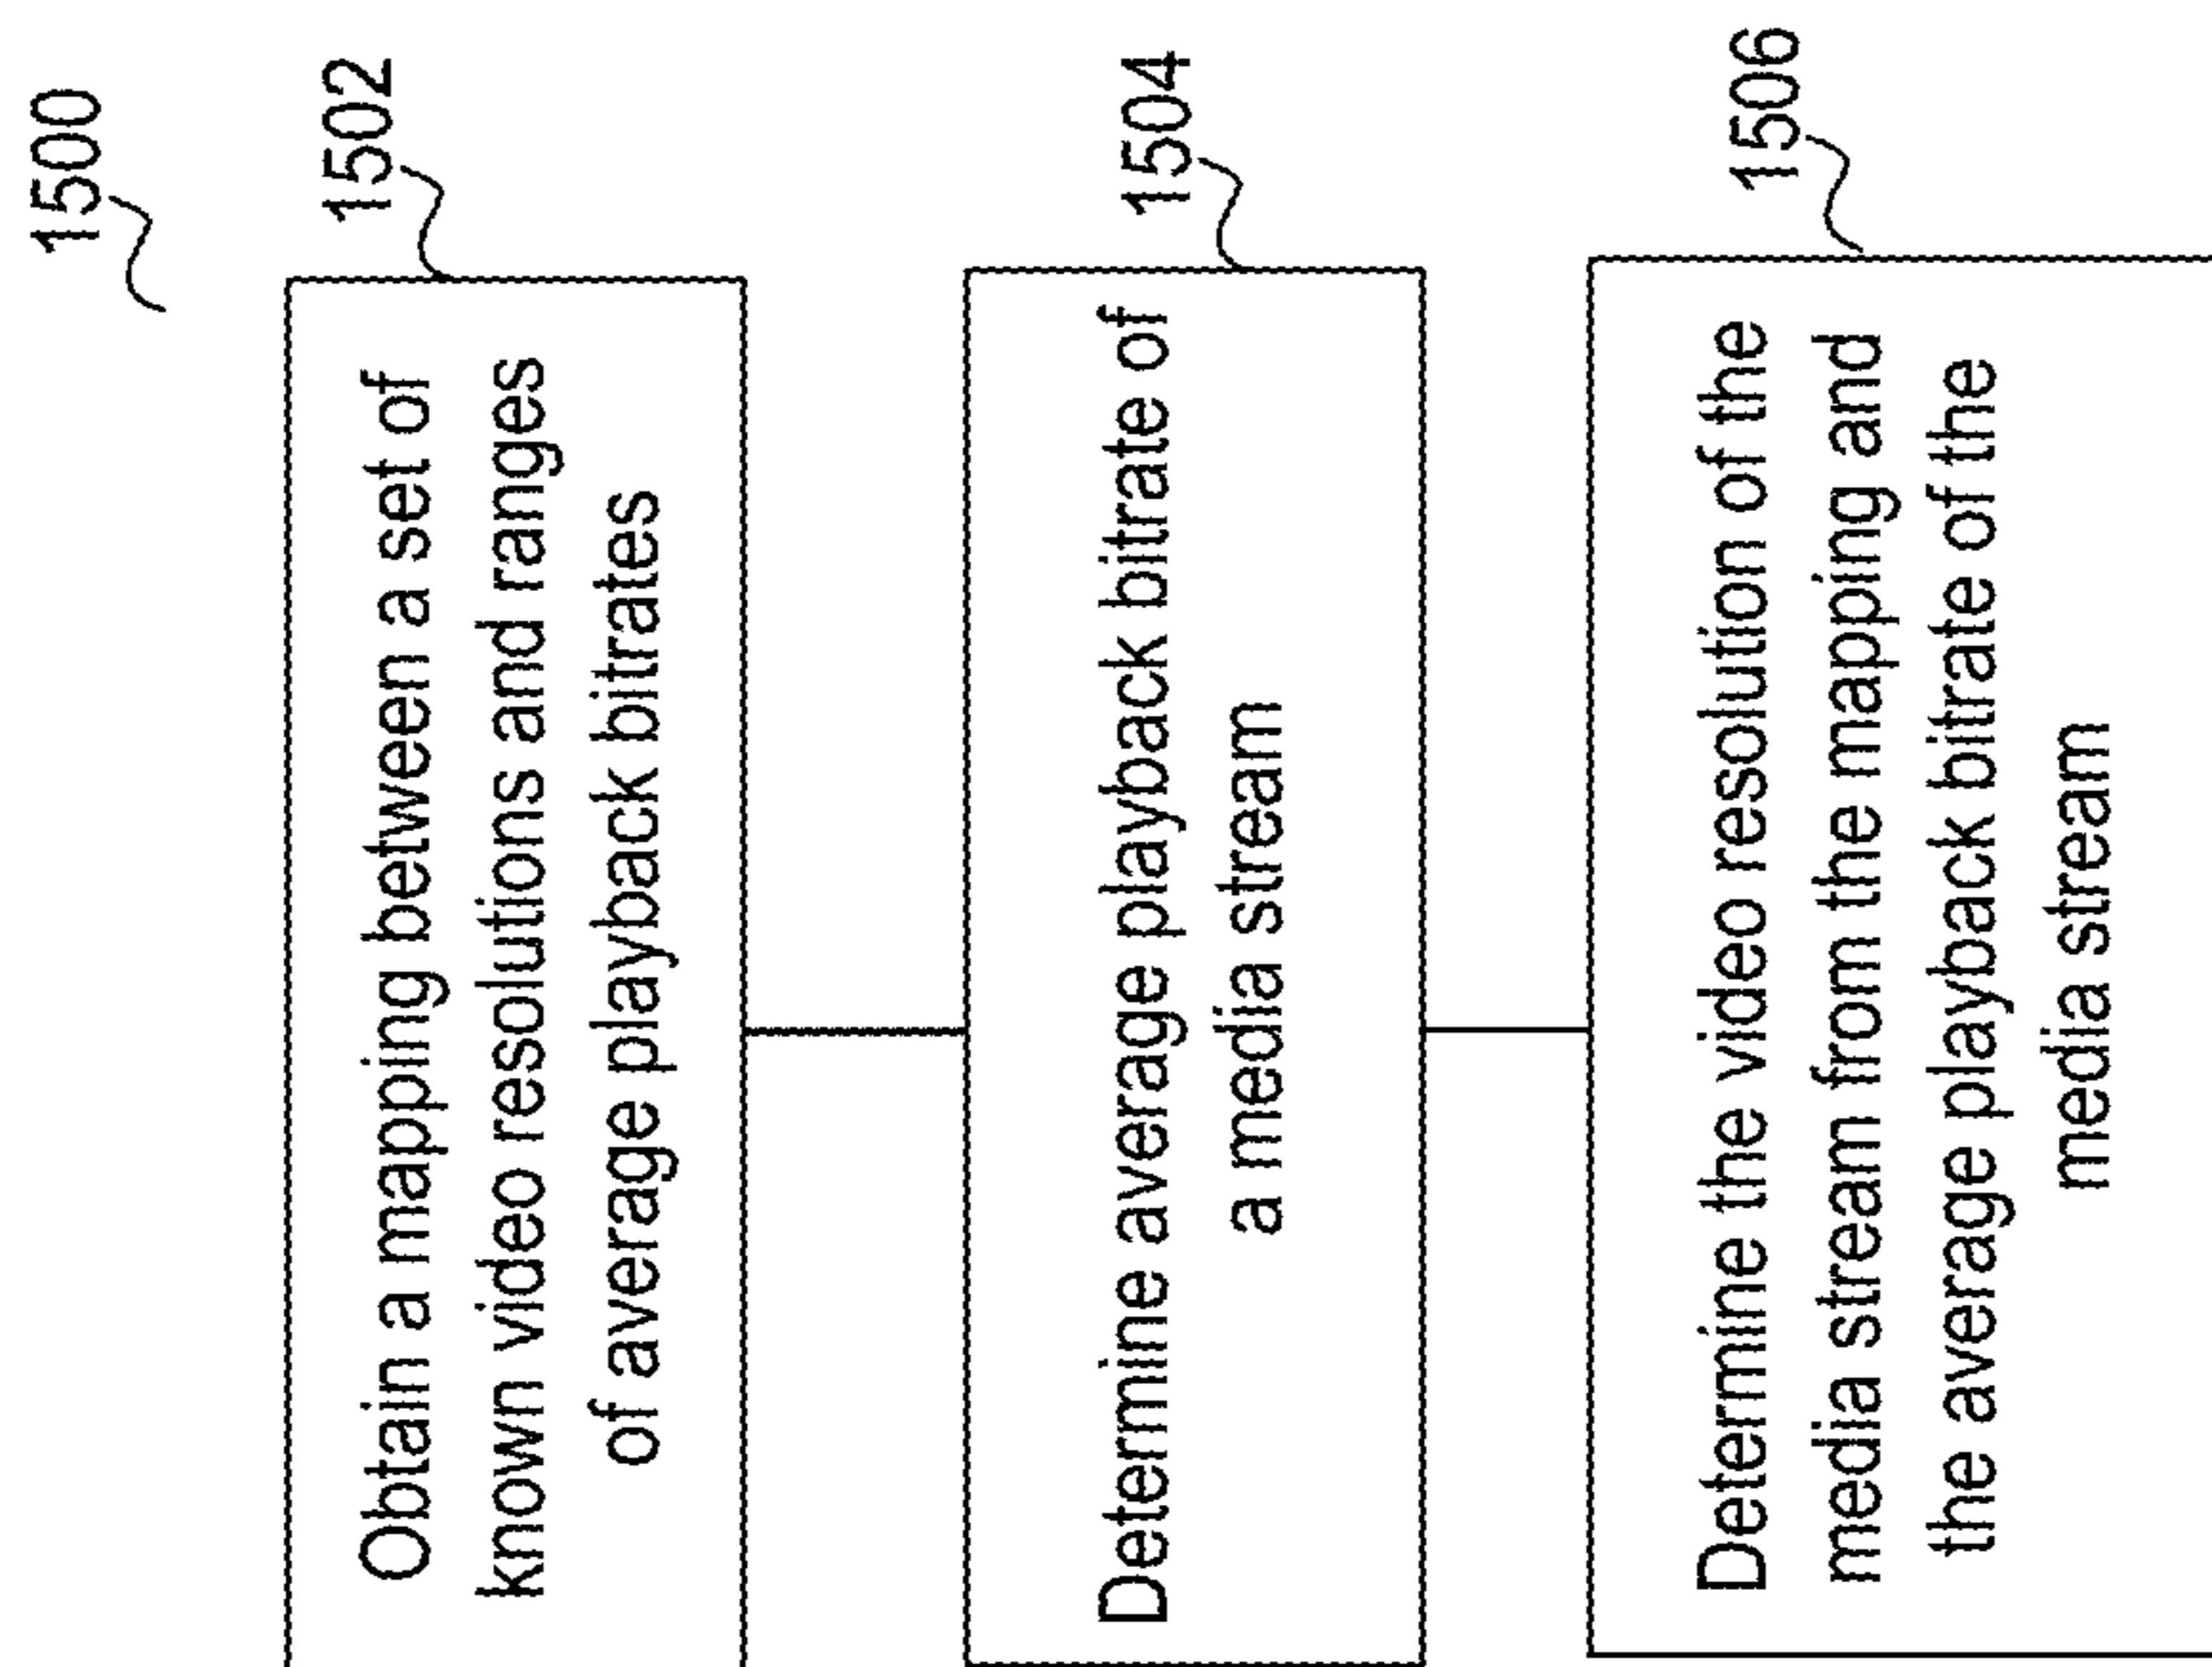 1500
1502
Obtain a mapping between a set of
known video resolutions and ranges
of average playback bitrates
1504
Determine average playback bitrate of
a media stream
1506
Determine the video resolution of the
media stream from the mapping and
the average playback bitrate of the
media stream